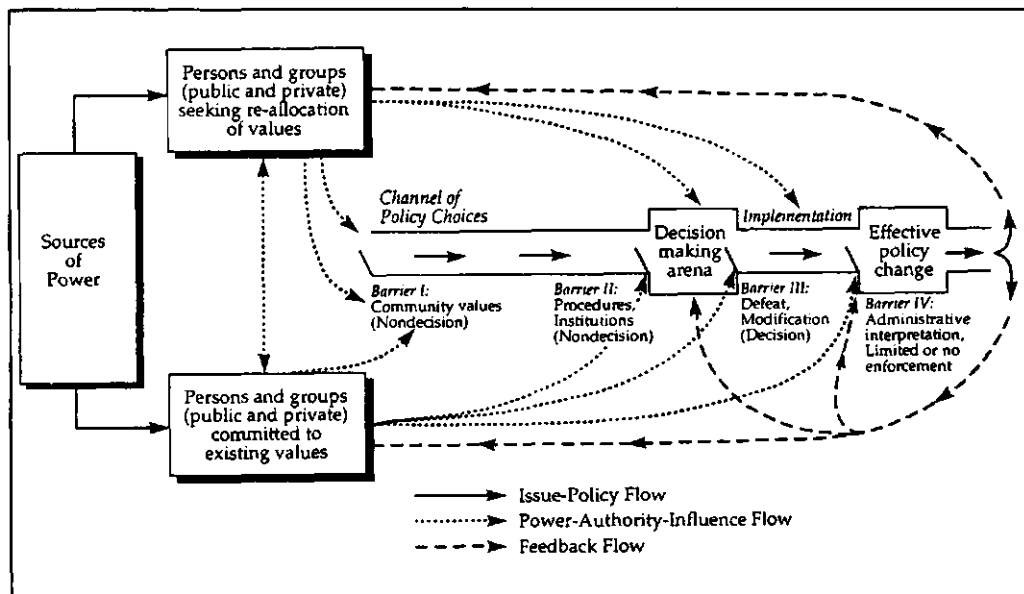 Persons and groups
(public and private)
seeking re-allocation
of values
Sources
of
Power
Channel of
Policy Choices
Decision
making
arena
Implementation
Effective
policy
change
Barrier I:
Community values
(Nondecision)
Barrier II:
Procedures,
Institutions
(Nondecision)
Barrier III:
Defeat,
Modification
(Decision)
Barrier IV:
Administrative
interpretation,
Limited or no
enforcement
Persons and groups
(public and private)
committed to
existing values
Issue-Policy Flow
Power-Authority-Influence Flow
Feedback Flow